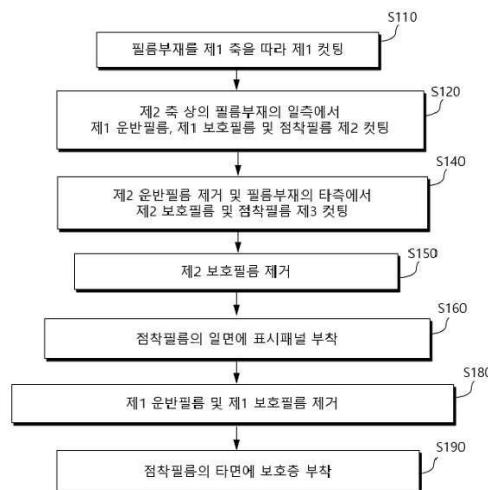 S110
필름부재를 제1 축을 따라 제1 컷팅
S120
제2 축 상의 필름부재의 일측에서
제1 운반필름, 제1 보호필름 및 점착필름 제2 컷팅
S140
제2 운반필름 제거 및 필름부재의 타측에서
제2 보호필름 및 점착필름 제3 컷팅
S150
제2 보호필름 제거
S160
점착필름의 일면에 표시패널 부착
S180
제1 운반필름 및 제1 보호필름 제거
S190
점착필름의 타면에 보호층 부착